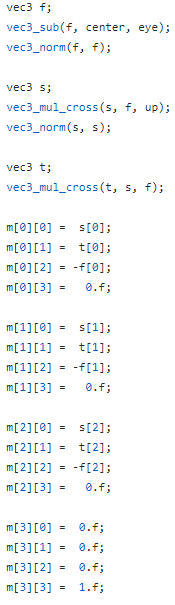 vec3 f;
vec3_sub(f, center, eye);
vec3_norm(f, f);

vec3 s;
vec3_mul_cross(s, f, up);
vec3_norm(s, s);

vec3 t;
vec3_mul_cross(t, s, f);

m[0][0] =  s[0];
m[0][1] =  t[0];
m[0][2] = -f[0];
m[0][3] =   0.f;

m[1][0] =  s[1];
m[1][1] =  t[1];
m[1][2] = -f[1];
m[1][3] =   0.f;

m[2][0] =  s[2];
m[2][1] =  t[2];
m[2][2] = -f[2];
m[2][3] =   0.f;

m[3][0] =  0.f;
m[3][1] =  0.f;
m[3][2] =  0.f;
m[3][3] =  1.f;